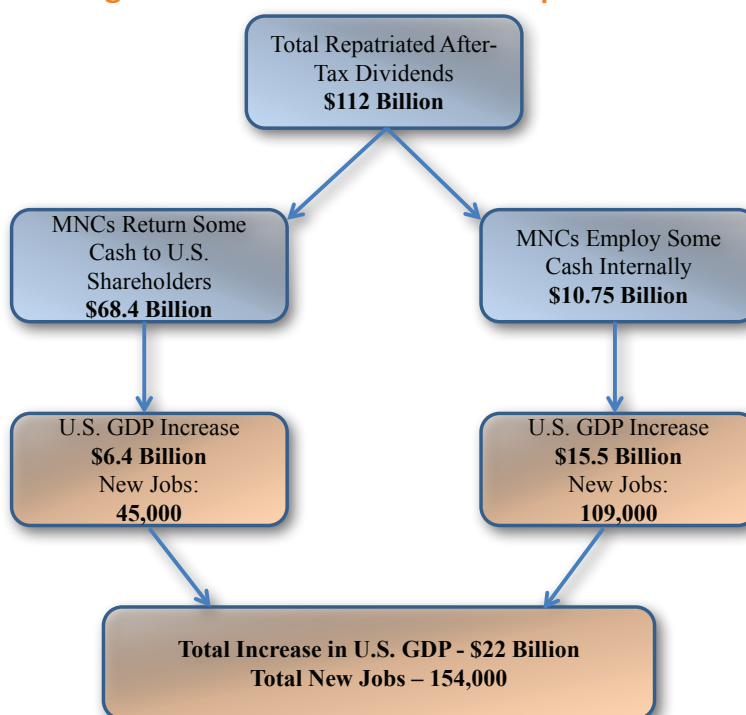 Total Repatriated After-
Tax Dividends
$112 Billion
MNCs Return Some
Cash to U.S.
Shareholders
$68.4 Billion
MNCs Employ Some
Cash Internally
$10.75 Billion
U.S. GDP Increase
$6.4 Billion
New Jobs:
45,000
U.S. GDP Increase
$15.5 Billion
New Jobs:
109,000
Total Increase in U.S. GDP - $22 Billion
Total New Jobs – 154,000